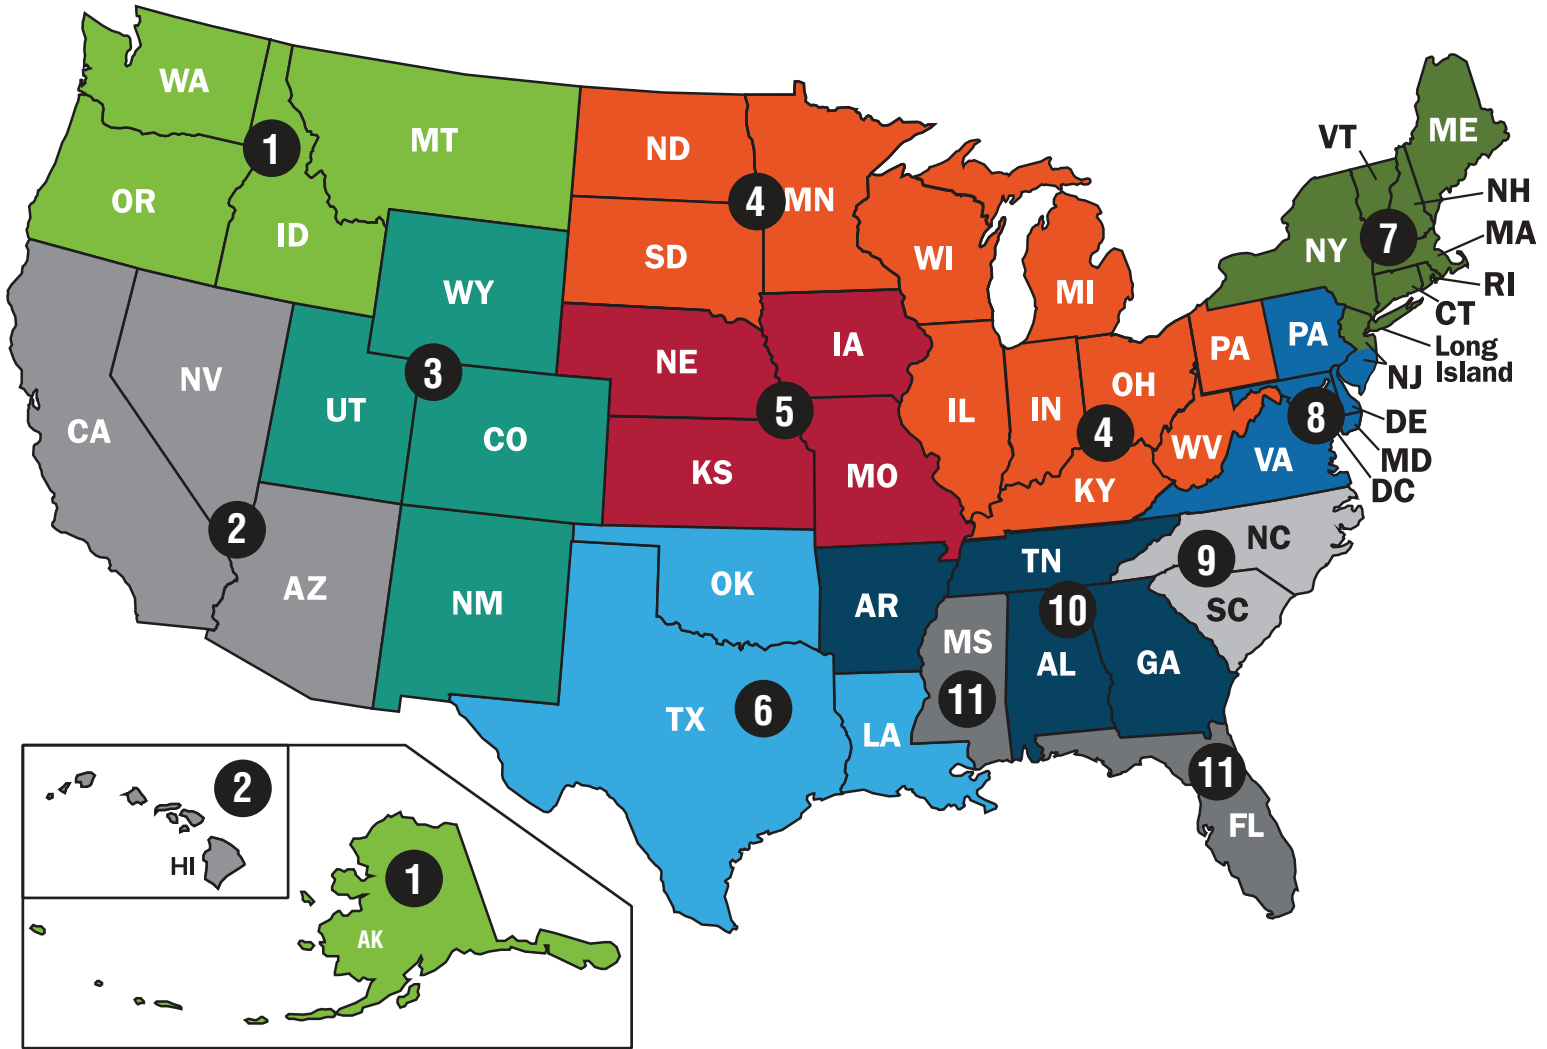 WA
MT
ND
MN
ME
VT
1
OR
ID
4
SD
WI
MI
NH
MA
NY
7
RI
CT
WY
Long
Island
NE
IA
PA
PA
NJ
NV
3
UT
CO
CA
5
IL
IN
OH
4
8
DE
MD
DC
KS
MO
WV
VA
KY
2
AZ
NM
OK
AR
TN
9
NC
SC
10
MS
AL
GA
11
TX
6
LA
11
FL
2
HI
1
AK